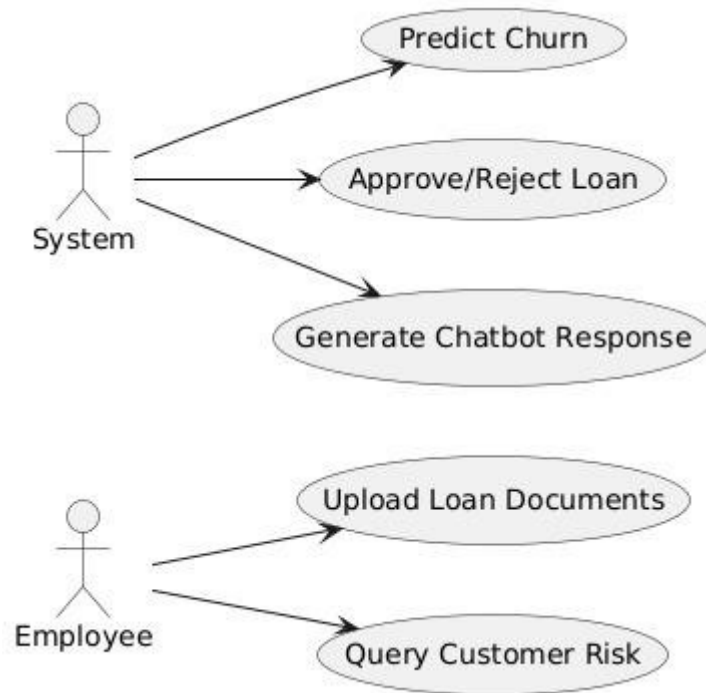 Predict Churn
Approve/Reject Loan
System
Generate Chatbot Response
Upload Loan Documents
Employee
Query Customer Risk